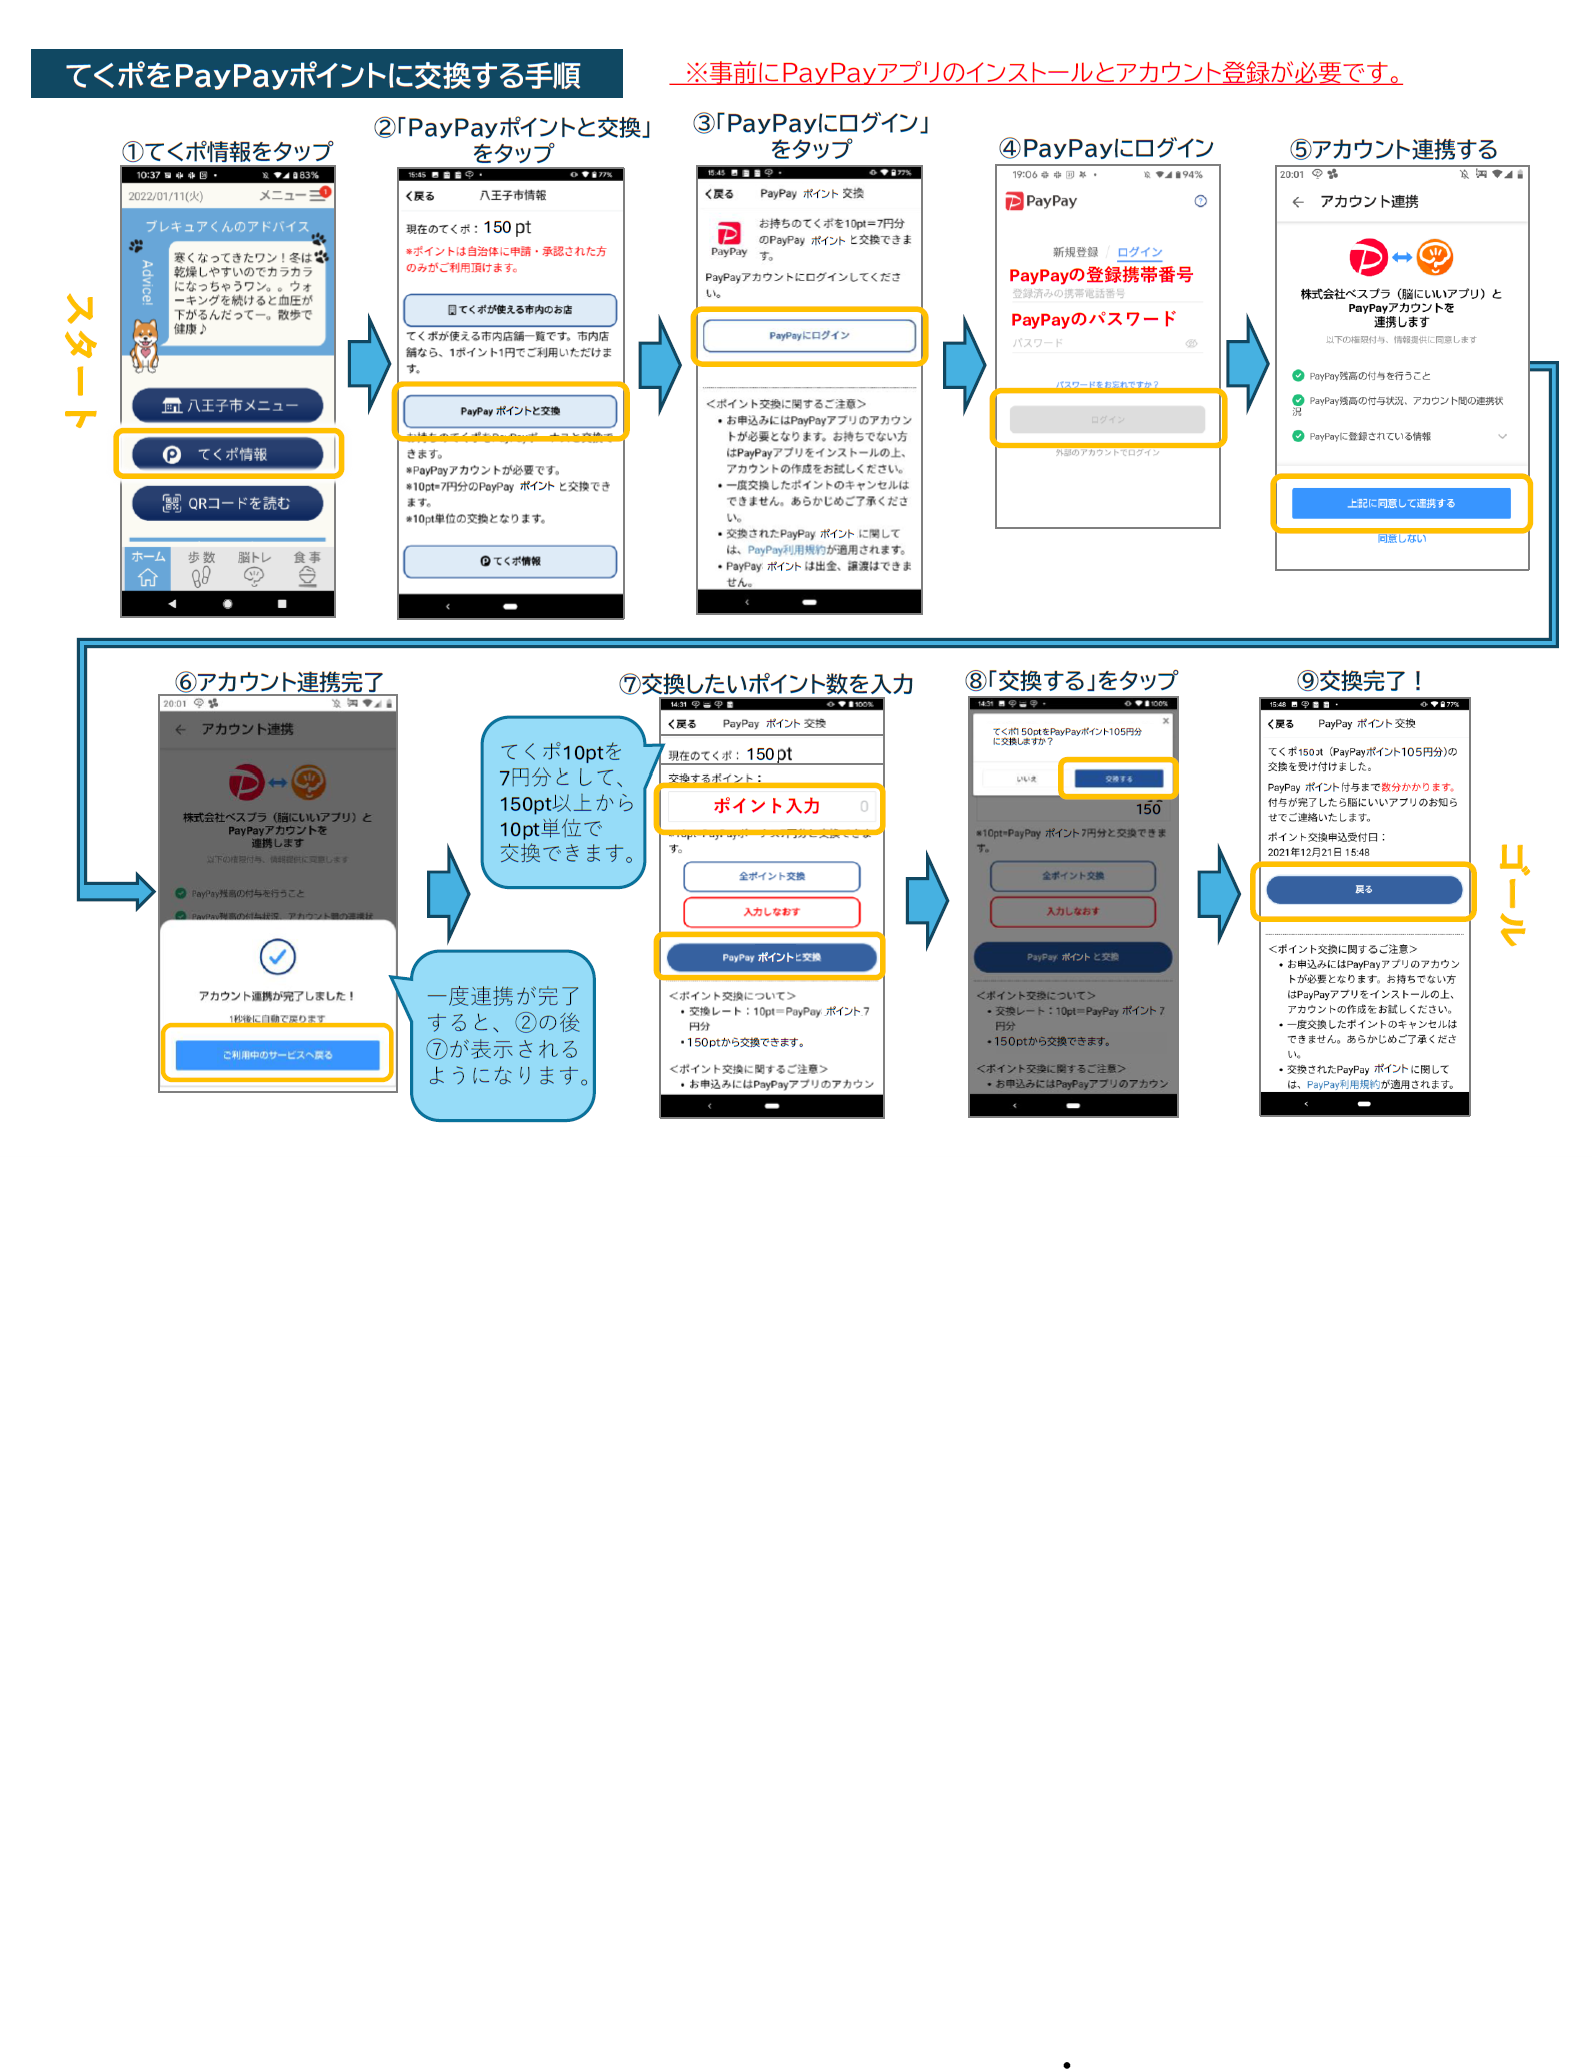 てくポをPayPayポイントに交換する手順
※事前にPayPayアプリのインストールとアカウント登録が必要です。
スタート
①てくポ情報をタップ
10:37
83%
2022/01/11(火)
メニュー
1
ブレキュアくんのアドバイス
Advice!
寒くなってきたワン！冬は
乾燥しやすいのでカラカラ
になっちゃうワン。。ウォ
ーキングを続けると血圧が
下がるんだってー。散歩で
健康♪
八王子市メニュー
てくポ情報
QRコードを読む
ホーム
歩数
脳トレ
食事
②「PayPayポイントと交換」
をタップ
15:45
77%
戻る
八王子市情報
現在のてくポ：150 pt
*ポイントは自治体に申請・承認された方
のみがご利用頂けます。
てくポが使える市内のお店
てくポが使える市内店舗一覧です。市内店
舗なら、1ポイント1円でご利用いただけま
す。
PayPay ポイントと交換
きます。
*PayPayアカウントが必要です。
*10pt=7円分のPayPay ポイント と交換でき
ます。
*10pt単位の交換となります。
てくポ情報
③「PayPayにログイン」
をタップ
15:45
77%
戻る
PayPay ポイント 交換
PayPay
お持ちのてくポを10pt=7円分
のPayPay ポイント と交換できま
す。
PayPayアカウントにログインしてくださ
い。
PayPayにログイン
＜ポイント交換に関するご注意＞
• お申込みにはPayPayアプリのアカウン
トが必要となります。お持ちでない方
はPayPayアプリをインストールの上、
アカウントの作成をお試しください。
• 一度交換したポイントのキャンセルは
できません。あらかじめご了承くださ
い。
• 交換されたPayPay ポイント に関して
は、PayPay利用規約が適用されます。
• PayPay ポイント は出金、譲渡はできま
せん。
④PayPayにログイン
19:06
94%
PayPay
新規登録
ログイン
PayPayの登録携帯番号
登録済みの携帯電話番号
PayPayのパスワード
パスワード
パスワードをお忘れですか？
ログイン
外部のアカウントでログイン
⑤アカウント連携する
20:01
アカウント連携
株式会社ベスプラ（脳にいいアプリ）と
PayPayアカウントを
連携します
以下の権限付与、情報提供に同意します
PayPay残高の付与を行うこと
PayPay残高の付与状況、アカウント間の連携状
況
PayPayに登録されている情報
上記に同意して連携する
同意しない
⑥アカウント連携完了
20:01
アカウント連携
株式会社ベスプラ（脳にいいアプリ）と
PayPayアカウントを
連携します
以下の権限付与、情報提供に同意します
PayPay残高の付与を行うこと
PayPay残高の付与状況、アカウント間の連携状
アカウント連携が完了しました！
1秒後に自動で戻ります
ご利用中のサービスへ戻る
一度連携が完了
すると、②の後
⑦が表示される
ようになります。
てくポ10ptを
7円分として、
150pt以上から
10pt単位で
交換できます。
⑦交換したいポイント数を入力
14:31
100%
戻る
PayPay ポイント 交換
現在のてくポ：150 pt
交換するポイント：
ポイント入力
0
す。
全ポイント交換
入力しなおす
PayPay ポイントと交換
＜ポイント交換について＞
• 交換レート：10pt＝PayPay ポイント 7
円分
• 150ptから交換できます。
＜ポイント交換に関するご注意＞
• お申込みにはPayPayアプリのアカウン
⑧「交換する」をタップ
14:31
100%
てくポ150ptをPayPayポイント105円分
に交換しますか？
いいえ
交換する
150
*10pt=PayPay ポイント 7円分と交換できま
す。
全ポイント交換
入力しなおす
PayPay ポイント と交換
＜ポイント交換について＞
• 交換レート：10pt＝PayPay ポイント 7
円分
• 150ptから交換できます。
＜ポイント交換に関するご注意＞
• お申込みにはPayPayアプリのアカウン
⑨交換完了！
15:48
77%
戻る
PayPay ポイント 交換
てくポ150pt（PayPayポイント105円分)の
交換を受け付けました。
PayPay ポイント 付与まで数分かかります。
付与が完了したら脳にいいアプリのお知ら
せでご連絡いたします。
ポイント交換申込受付日：
2021年12月21日 15:48
戻る
＜ポイント交換に関するご注意＞
• お申込みにはPayPayアプリのアカウン
トが必要となります。お持ちでない方
はPayPayアプリをインストールの上、
アカウントの作成をお試しください。
• 一度交換したポイントのキャンセルは
できません。あらかじめご了承くださ
い。
• 交換されたPayPay ポイント に関して
は、PayPay利用規約が適用されます。
ゴール